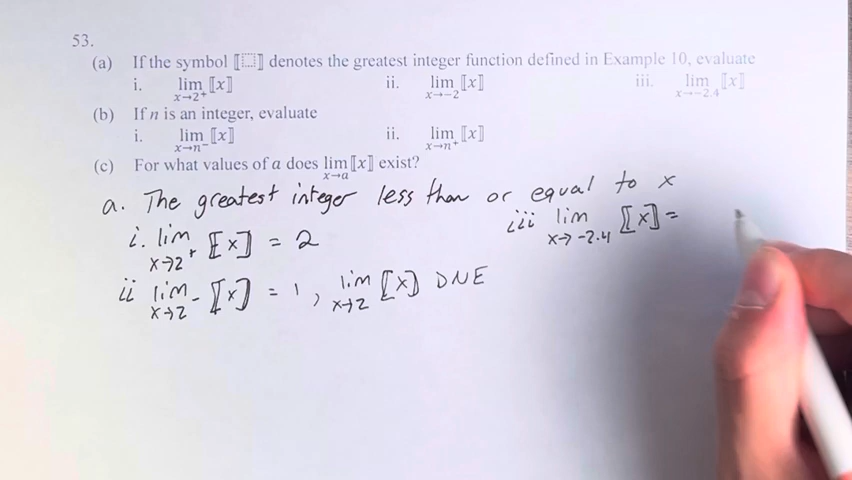 53.
(a) If the symbol ⟦⬚⟧ denotes the greatest integer function defined in Example 10, evaluate
i. lim x→2⁺ ⟦x⟧ ii. lim x→−2 ⟦x⟧ iii. lim x→−2.4 ⟦x⟧
(b) If n is an integer, evaluate
i. lim x→n⁻ ⟦x⟧ ii. lim x→n⁺ ⟦x⟧
(c) For what values of a does lim x→a ⟦x⟧ exist?
a. The greatest integer less than or equal to x
i. lim x→2⁺ ⟦x⟧ = 2
iii lim x→-2.4 ⟦x⟧ =
ii lim x→2⁻ ⟦x⟧ = 1, lim x→2 ⟦x⟧ DNE